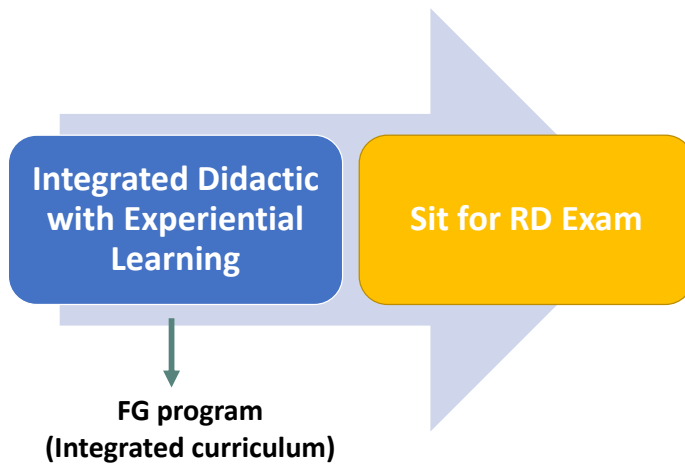 Integrated Didactic
with Experiential
Learning
Sit for RD Exam
FG program
(Integrated curriculum)